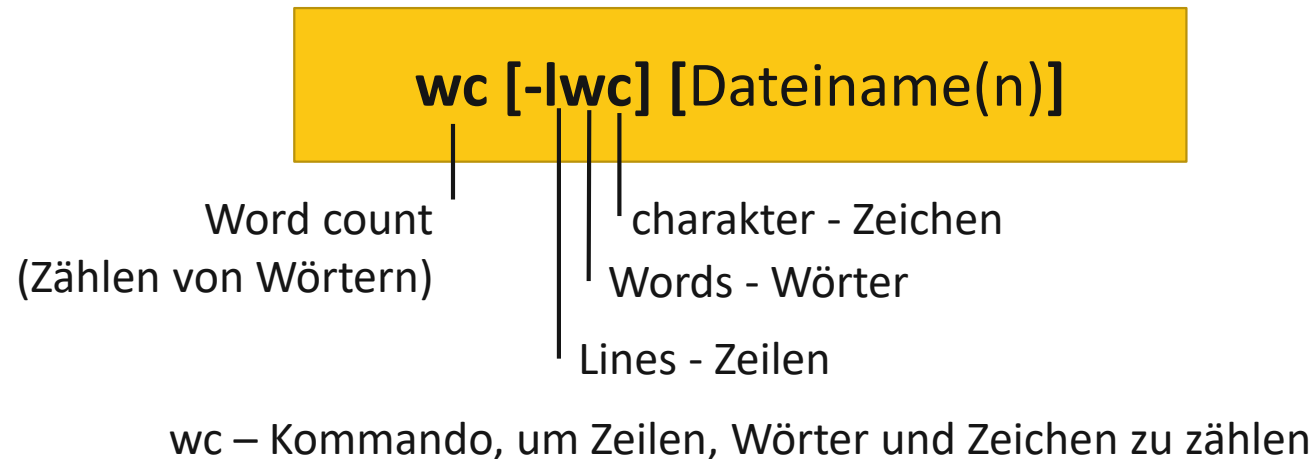 wc [-lwc] [Dateiname(n)]
Word count
(Zählen von Wörtern)
charakter - Zeichen
Words - Wörter
Lines - Zeilen
wc – Kommando, um Zeilen, Wörter und Zeichen zu zählen